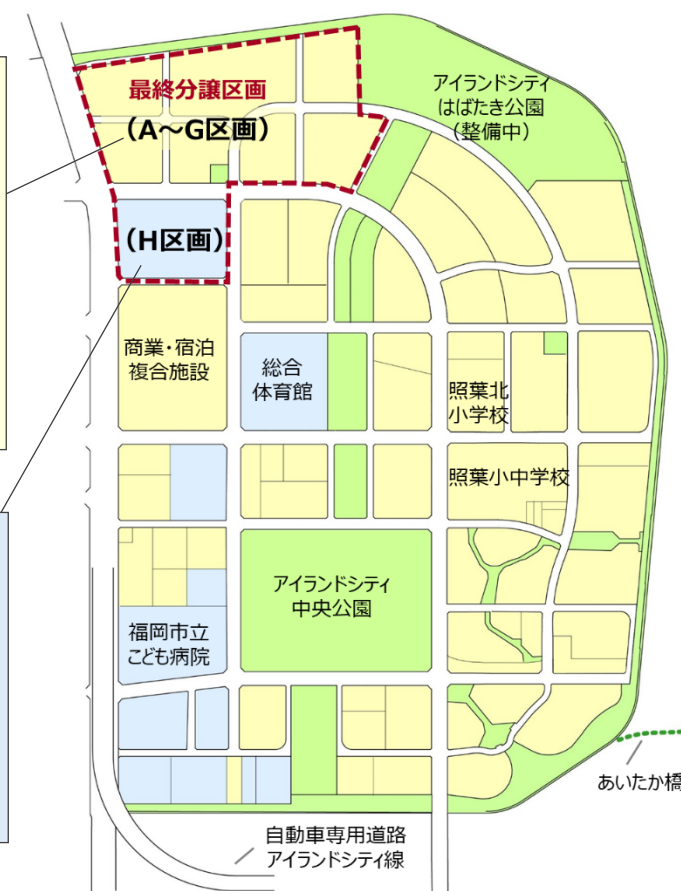 最終分譲区画
（A～G区画）
アイランドシティ
はばたき公園
（整備中）
（H区画）
商業・宿泊
複合施設
総合
体育館
照葉北
小学校
照葉小中学校
アイランドシティ
中央公園
福岡市立
こども病院
あいたか橋
自動車専用道路
アイランドシティ線